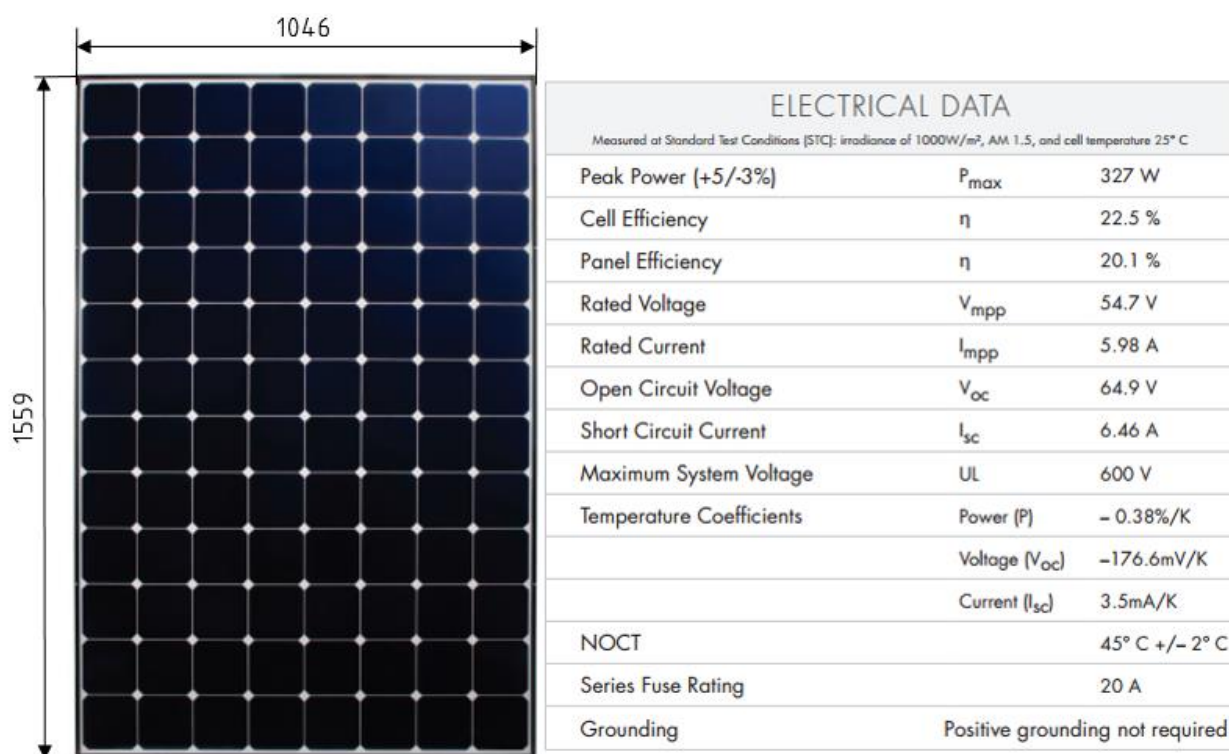 1046
1559
ELECTRICAL DATA
Measured at Standard Test Conditions (STC): irradiance of 1000W/m², AM 1.5, and cell temperature 25° C
Peak Power (+5/-3%) Pmax 327 W
Cell Efficiency η 22.5 %
Panel Efficiency η 20.1 %
Rated Voltage Vmpp 54.7 V
Rated Current Impp 5.98 A
Open Circuit Voltage Voc 64.9 V
Short Circuit Current Isc 6.46 A
Maximum System Voltage UL 600 V
Temperature Coefficients Power (P) – 0.38%/K
Voltage (Voc) –176.6mV/K
Current (Isc) 3.5mA/K
NOCT 45° C +/– 2° C
Series Fuse Rating 20 A
Grounding Positive grounding not required